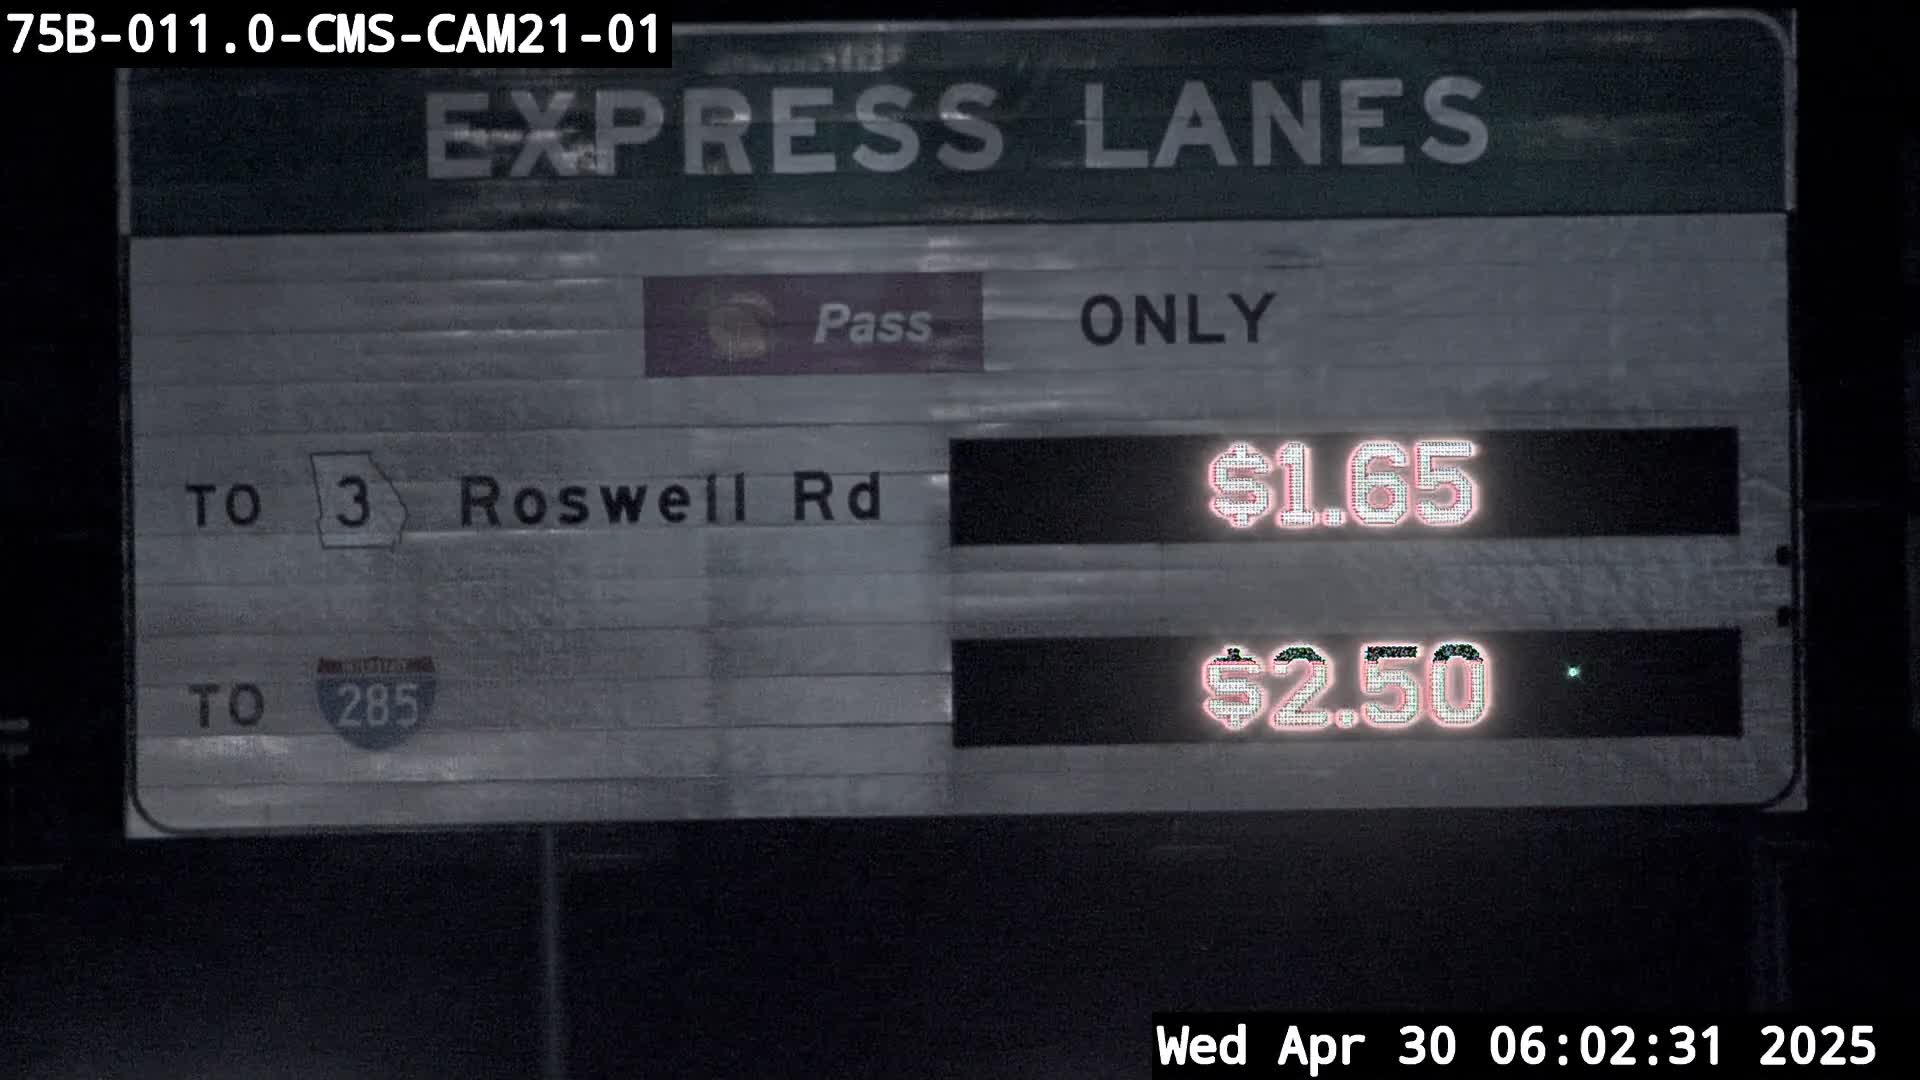 75B-011.0-CMS-CAM21-01
EXPRESS LANES
Pass ONLY
TO 3 Roswell Rd $1.65
TO 285 $2.50
Wed Apr 30 06:02:31 2025